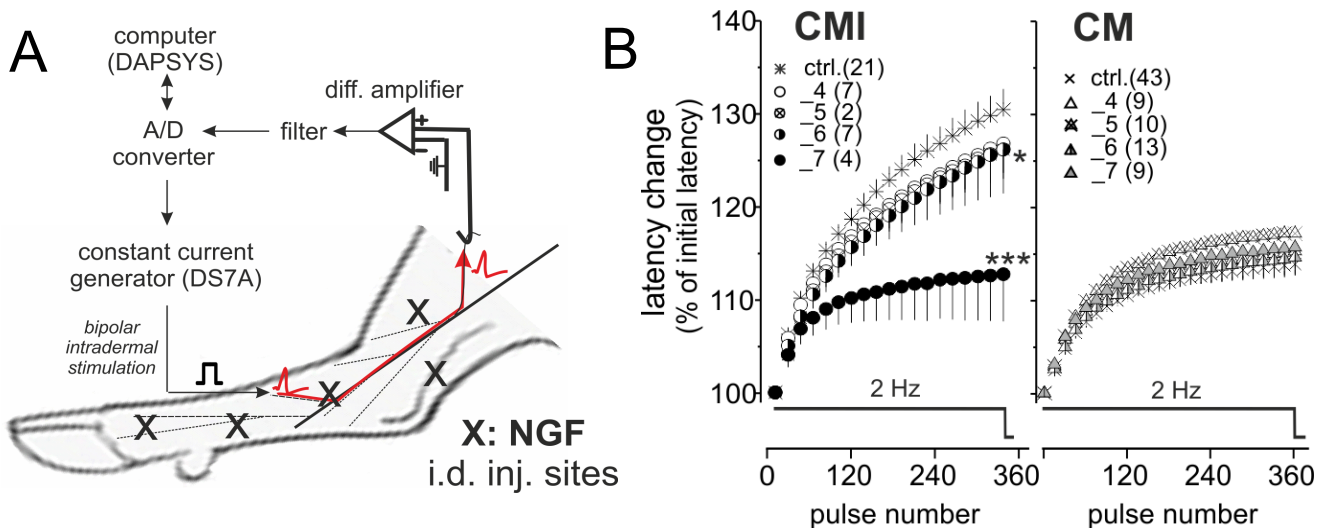 A
computer
(DAPSYS)
A/D
converter
filter
diff. amplifier
+
−
constant current
generator (DS7A)
bipolar
intradermal
stimulation
X
X
X
X
X
X: NGF
i.d. inj. sites
B
CMI
ctrl.(21)
_4 (7)
_5 (2)
_6 (7)
_7 (4)
*
***
latency change
(% of initial latency)
140
130
120
110
100
2 Hz
0 120 240 360
pulse number
CM
ctrl.(43)
_4 (9)
_5 (10)
_6 (13)
_7 (9)
2 Hz
120 240 360
pulse number